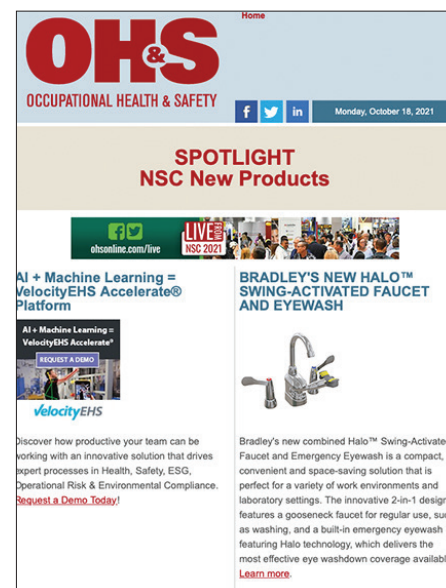 Home
OH&S
OCCUPATIONAL HEALTH & SAFETY
Monday, October 18, 2021
SPOTLIGHT
NSC New Products
ohsonline.com/live
LIVE FROM
NSC 2021
AI + Machine Learning =
VelocityEHS Accelerate®
Platform
AI + Machine Learning =
VelocityEHS Accelerate®
REQUEST A DEMO
VelocityEHS
Discover how productive your team can be
working with an innovative solution that drives
expert processes in Health, Safety, ESG,
Operational Risk & Environmental Compliance.
Request a Demo Today!
BRADLEY'S NEW HALO™
SWING-ACTIVATED FAUCET
AND EYEWASH
Bradley's new combined Halo™ Swing-Activate
Faucet and Emergency Eyewash is a compact,
convenient and space-saving solution that is
perfect for a variety of work environments and
laboratory settings. The innovative 2-in-1 design
features a gooseneck faucet for regular use, suc
as washing, and a built-in emergency eyewash
featuring Halo technology, which delivers the
most effective eye washdown coverage availabl
Learn more.